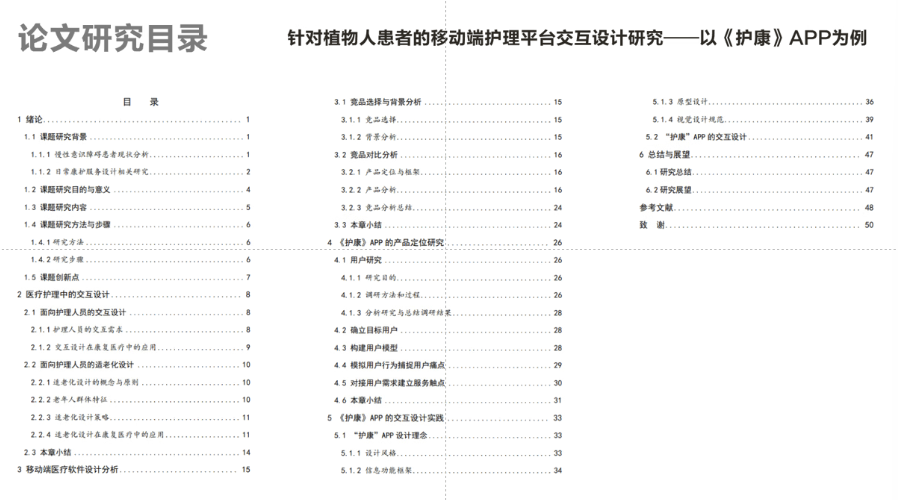 论文研究目录
针对植物人患者的移动端护理平台交互设计研究——以《护康》APP为例
目 录
1 绪论 1
1.1 课题研究背景 1
1.1.1 慢性意识障碍患者现状分析 1
1.1.2 日常康护服务设计相关研究 2
1.2 课题研究目的与意义 4
1.3 课题研究内容 5
1.4 课题研究方法与步骤 6
1.4.1 研究方法 6
1.4.2 研究步骤 6
1.5 课题创新点 7
2 医疗护理中的交互设计 8
2.1 面向护理人员的交互设计 8
2.1.1 护理人员的交互需求 8
2.1.2 交互设计在康复医疗中的应用 9
2.2 面向护理人员的适老化设计 10
2.2.1 适老化设计的概念与原则 10
2.2.2 老年人群体特征 10
2.2.3 适老化设计策略 11
2.2.4 适老化设计在康复医疗中的应用 11
2.3 本章小结 14
3 移动端医疗软件设计分析 15
3.1 竞品选择与背景分析 15
3.1.1 竞品选择 15
3.1.2 背景分析 15
3.2 竞品对比分析 16
3.2.1 产品定位与框架 16
3.2.2 产品分析 16
3.2.3 竞品分析总结 24
3.3 本章小结 24
4 《护康》APP 的产品定位研究 26
4.1 用户研究 26
4.1.1 研究目的 26
4.1.2 调研方法和过程 26
4.1.3 分析研究与总结调研结果 28
4.2 确立目标用户 28
4.3 构建用户模型 28
4.4 模拟用户行为捕捉用户痛点 29
4.5 对接用户需求建立服务触点 30
4.6 本章小结 31
5 《护康》APP 的交互设计实践 33
5.1 “护康”APP 设计理念 33
5.1.1 设计风格 33
5.1.2 信息功能框架 34
5.1.3 原型设计 36
5.1.4 视觉设计规范 39
5.2 “护康”APP 的交互设计 41
6 总结与展望 47
6.1 研究总结 47
6.2 研究展望 47
参考文献 48
致 谢 50